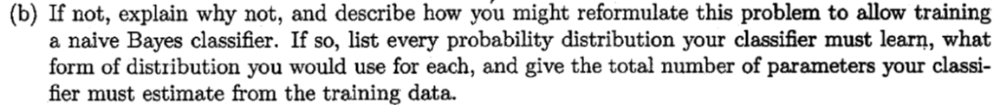 (b) If not, explain why not, and describe how you might reformulate this problem to allow training
a naive Bayes classifier. If so, list every probability distribution your classifier must learn, what
form of distribution you would use for each, and give the total number of parameters your classi-
fier must estimate from the training data.